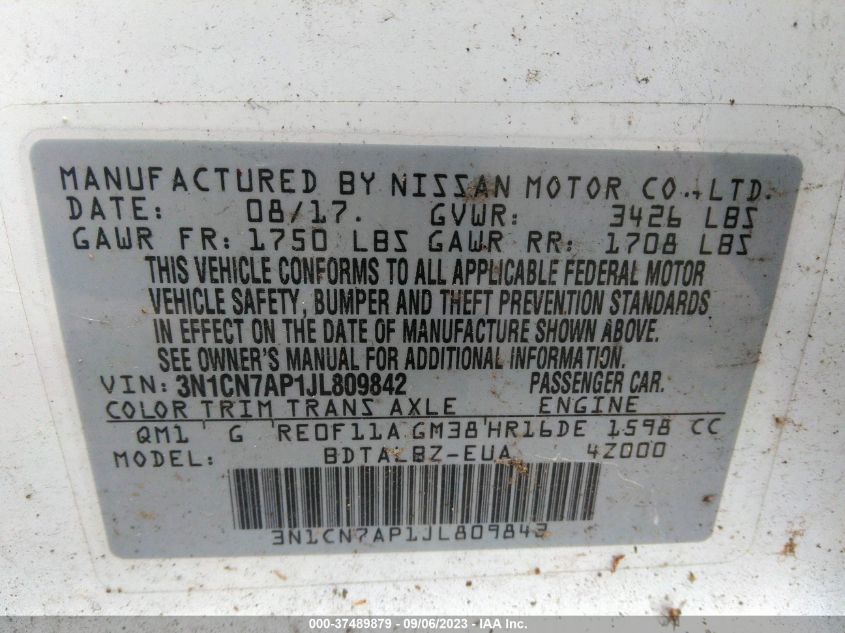 MANUFACTURED BY NISSAN MOTOR CO.,LTD.
DATE: 08/17. GVWR: 3426 LBS
GAWR FR: 1750 LBS GAWR RR: 1708 LBS
THIS VEHICLE CONFORMS TO ALL APPLICABLE FEDERAL MOTOR
VEHICLE SAFETY, BUMPER AND THEFT PREVENTION STANDARDS
IN EFFECT ON THE DATE OF MANUFACTURE SHOWN ABOVE.
SEE OWNER'S MANUAL FOR ADDITIONAL INFORMATION.
VIN: 3N1CN7AP1JL809842 PASSENGER CAR.
COLOR TRIM TRANS AXLE ENGINE
QM1 G RE0F11A GM38 HR16DE 1598 CC
MODEL: BDTALBZ-EUA 4Z000
3N1CN7AP1JL809842
000-37489879 - 09/06/2023 - IAA Inc.